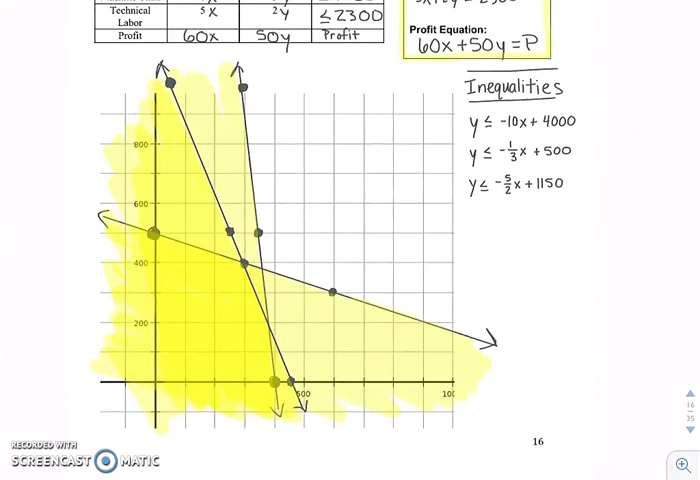 Technical Labor 5x 2y ≤2300
Profit 60x 50y Profit
Profit Equation:
60x+50y=P
Inequalities
y ≤ -10x + 4000
y ≤ -1/3x + 500
y ≤ -5/2x + 1150
800
600
400
200
500
16
16
35
RECORDED WITH
SCREENCAST MATIC